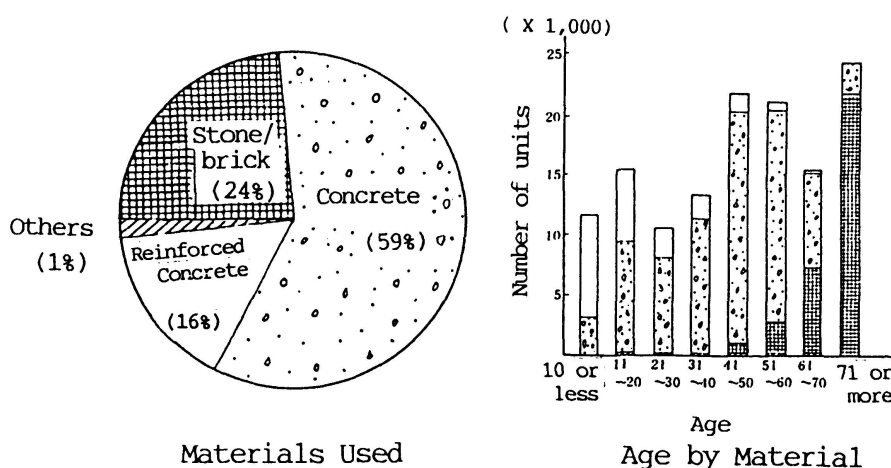 Stone/
brick
(24%)
Concrete
(59%)
Others
(1%)
Reinforced
Concrete
(16%)
Materials Used
( X 1,000)
25
20
15
10
5
Number of units
10 or
less
11
~20
21
~30
31
~40
41
~50
51
~60
61
~70
71 or
more
Age
Age by Material